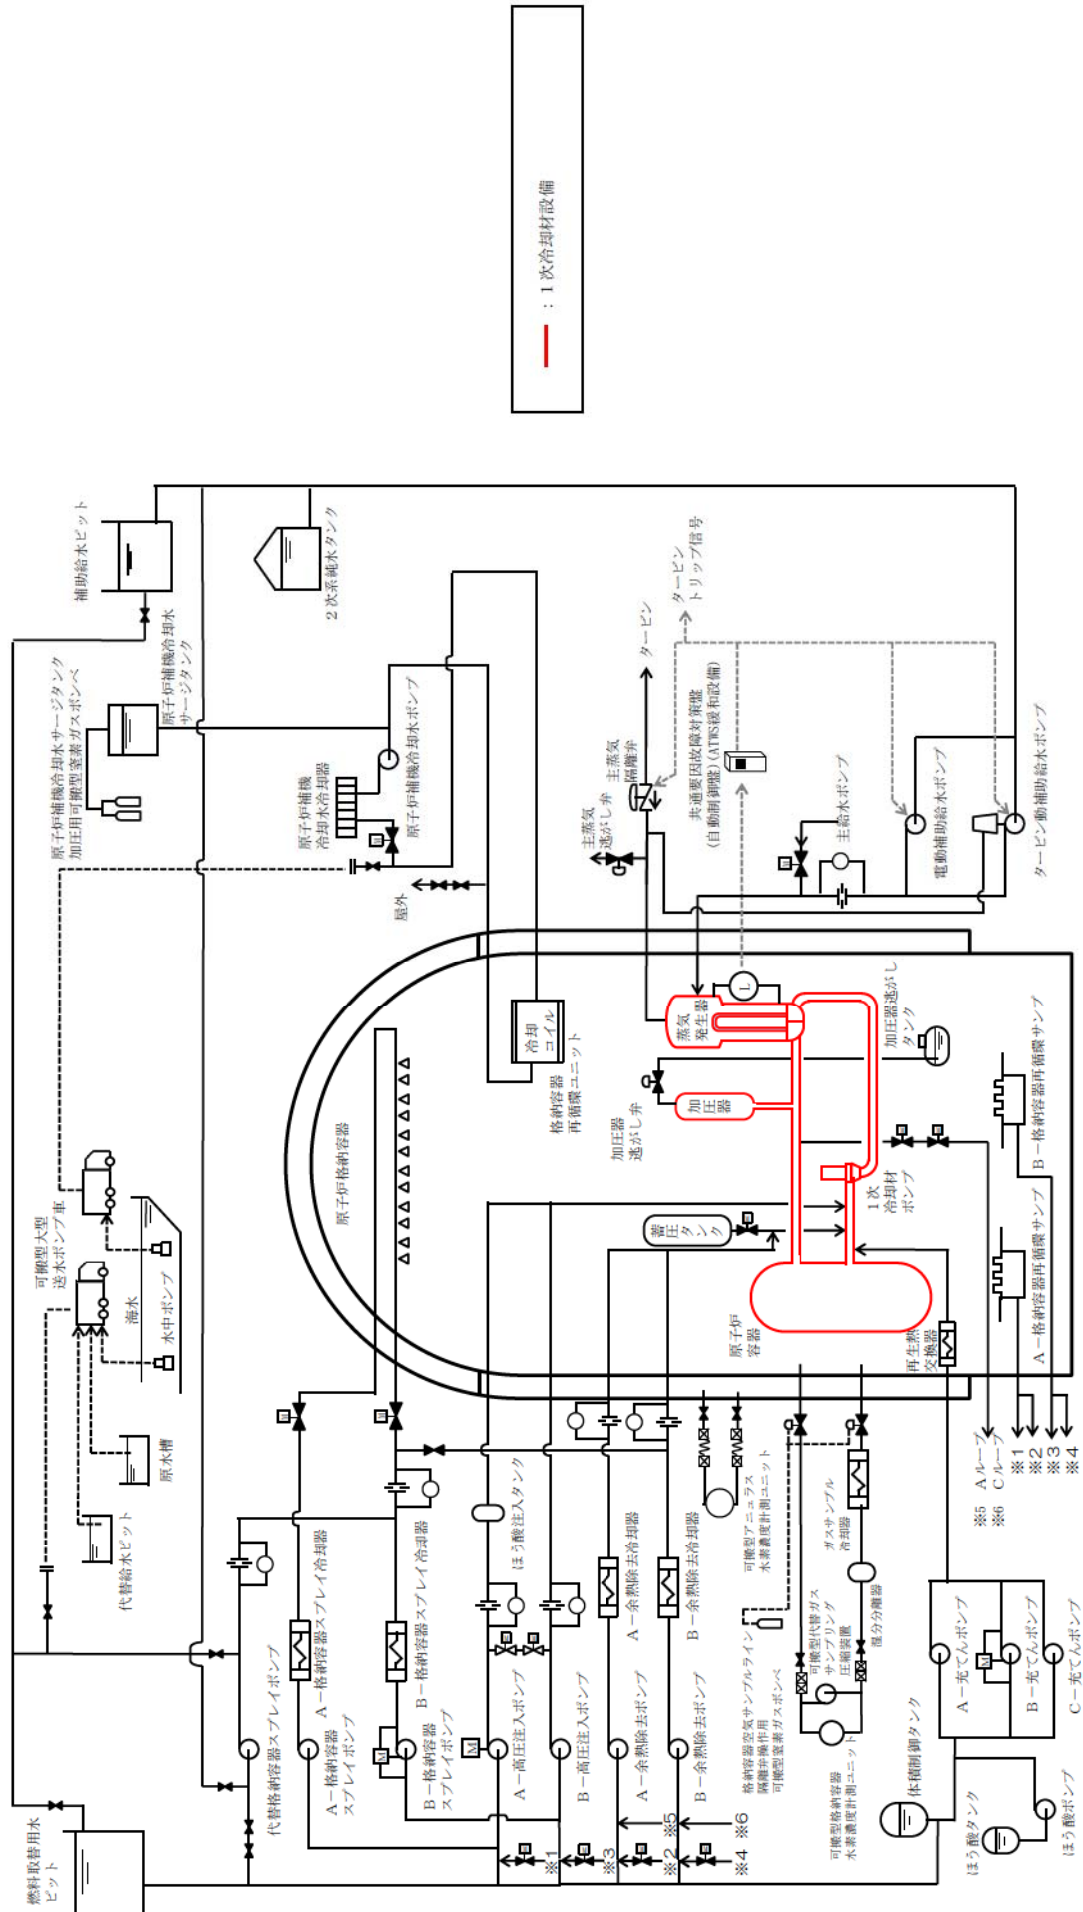 ：１次冷却材設備
補助給水ピット
２次系純水タンク
原子炉補機冷却水
サージタンク
原子炉補機冷却水サージタンク
加圧用可搬型窒素ガスボンベ
原子炉補機
冷却水冷却器
原子炉補機冷却水ポンプ
屋外
可搬型大型
送水ポンプ車
海水
水中ポンプ
原水槽
代替給水ピット
燃料取替用水
ピット
原子炉格納容器
冷却
コイル
格納容器
再循環ユニット
タービン
タービン
トリップ信号
主蒸気
隔離弁
主蒸気
逃がし弁
共通要因故障対策盤
(自動制御盤)(ATWS緩和設備)
主給水ポンプ
電動補助給水ポンプ
タービン動補助給水ポンプ
蒸気
発生器
L
加圧器
加圧器
逃がし弁
加圧器逃がし
タンク
１次
冷却材
ポンプ
蓄圧
タンク
原子炉
容器
再生熱
交換器
Ｂ－格納容器再循環サンプ
Ａ－格納容器再循環サンプ
※5 Ａループ
※6 Ｃループ
※1
※2
※3
※4
代替格納容器スプレイポンプ
Ａ－格納容器スプレイ冷却器
Ａ－格納容器
スプレイポンプ
Ｂ－格納容器スプレイ冷却器
Ｂ－格納容器
スプレイポンプ
M
M
ほう酸注入タンク
Ａ－高圧注入ポンプ
Ｂ－高圧注入ポンプ
Ａ－余熱除去冷却器
Ａ－余熱除去ポンプ
Ｂ－余熱除去冷却器
Ｂ－余熱除去ポンプ
※1
※3
※2
※5
※4
※6
可搬型アニュラス
水素濃度計測ユニット
格納容器空気サンプルライン
隔離弁操作用
可搬型窒素ガスボンベ
可搬型代替ガス
サンプリング
圧縮装置
ガスサンプル
冷却器
湿分分離器
可搬型格納容器
水素濃度計測ユニット
体積制御タンク
ほう酸タンク
ほう酸ポンプ
Ａ－充てんポンプ
M
Ｂ－充てんポンプ
Ｃ－充てんポンプ